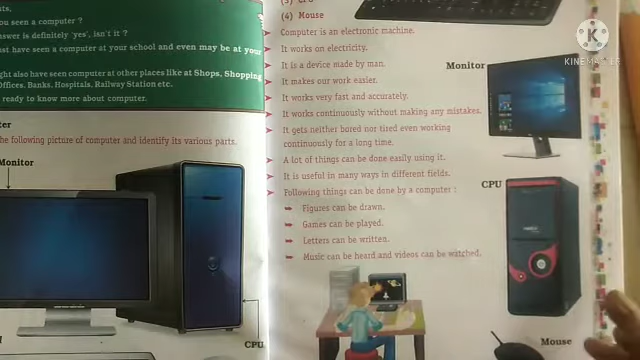 ts,
ou seen a computer ?
nswer is definitely 'yes', isn't it ?
ust have seen a computer at your school and even may be at your
ght also have seen computer at other places like at Shops, Shopping
Offices, Banks, Hospitals, Railway Station etc.
ready to know more about computer.
ter
he following picture of computer and identify its various parts.
Monitor
CPU
(3) CPU
(4) Mouse
Computer is an electronic machine.
It works on electricity.
It is a device made by man.
It makes our work easier.
It works very fast and accurately.
It works continuously without making any mistakes.
It gets neither bored nor tired even working
continuously for a long time.
A lot of things can be done easily using it.
It is useful in many ways in different fields.
Following things can be done by a computer :
Figures can be drawn.
Games can be played.
Letters can be written.
Music can be heard and videos can be watched.
Monitor
CPU
Mouse
KINEMASTER